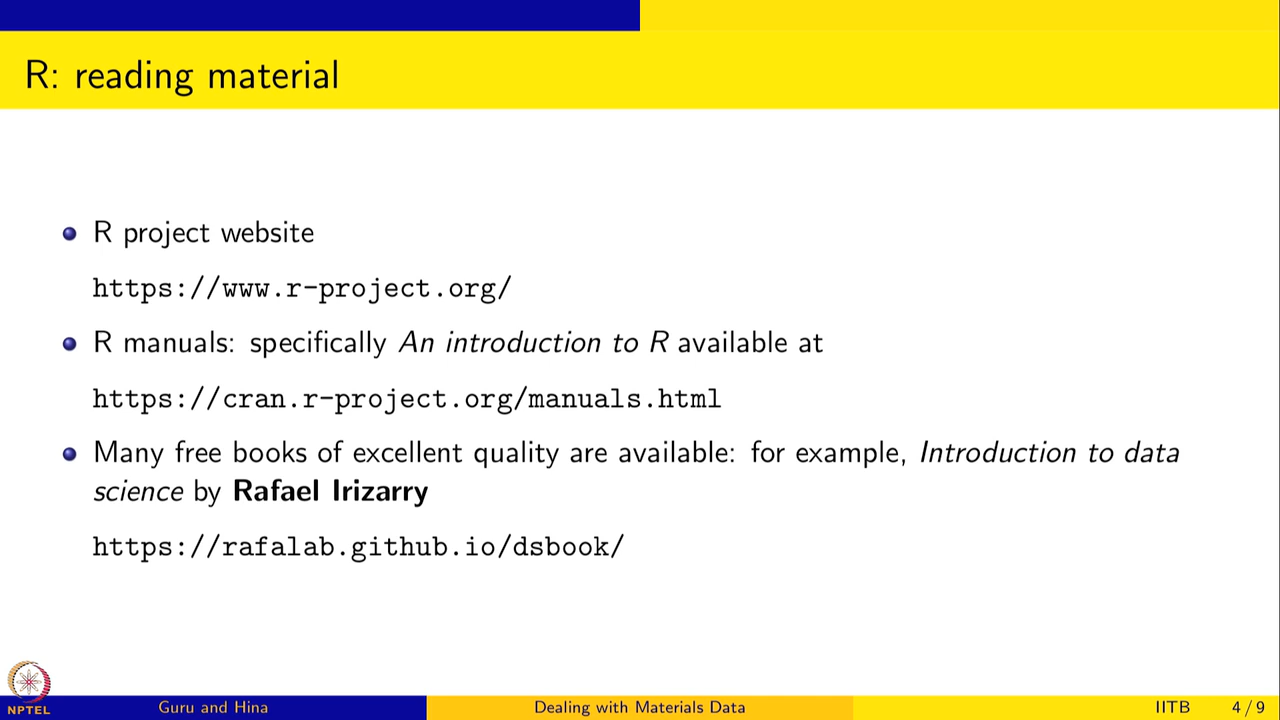 R: reading material
R project website
https://www.r-project.org/
R manuals: specifically An introduction to R available at
https://cran.r-project.org/manuals.html
Many free books of excellent quality are available: for example, Introduction to data
science by Rafael Irizarry
https://rafalab.github.io/dsbook/
NPTEL
Guru and Hina
Dealing with Materials Data
IITB
4 / 9